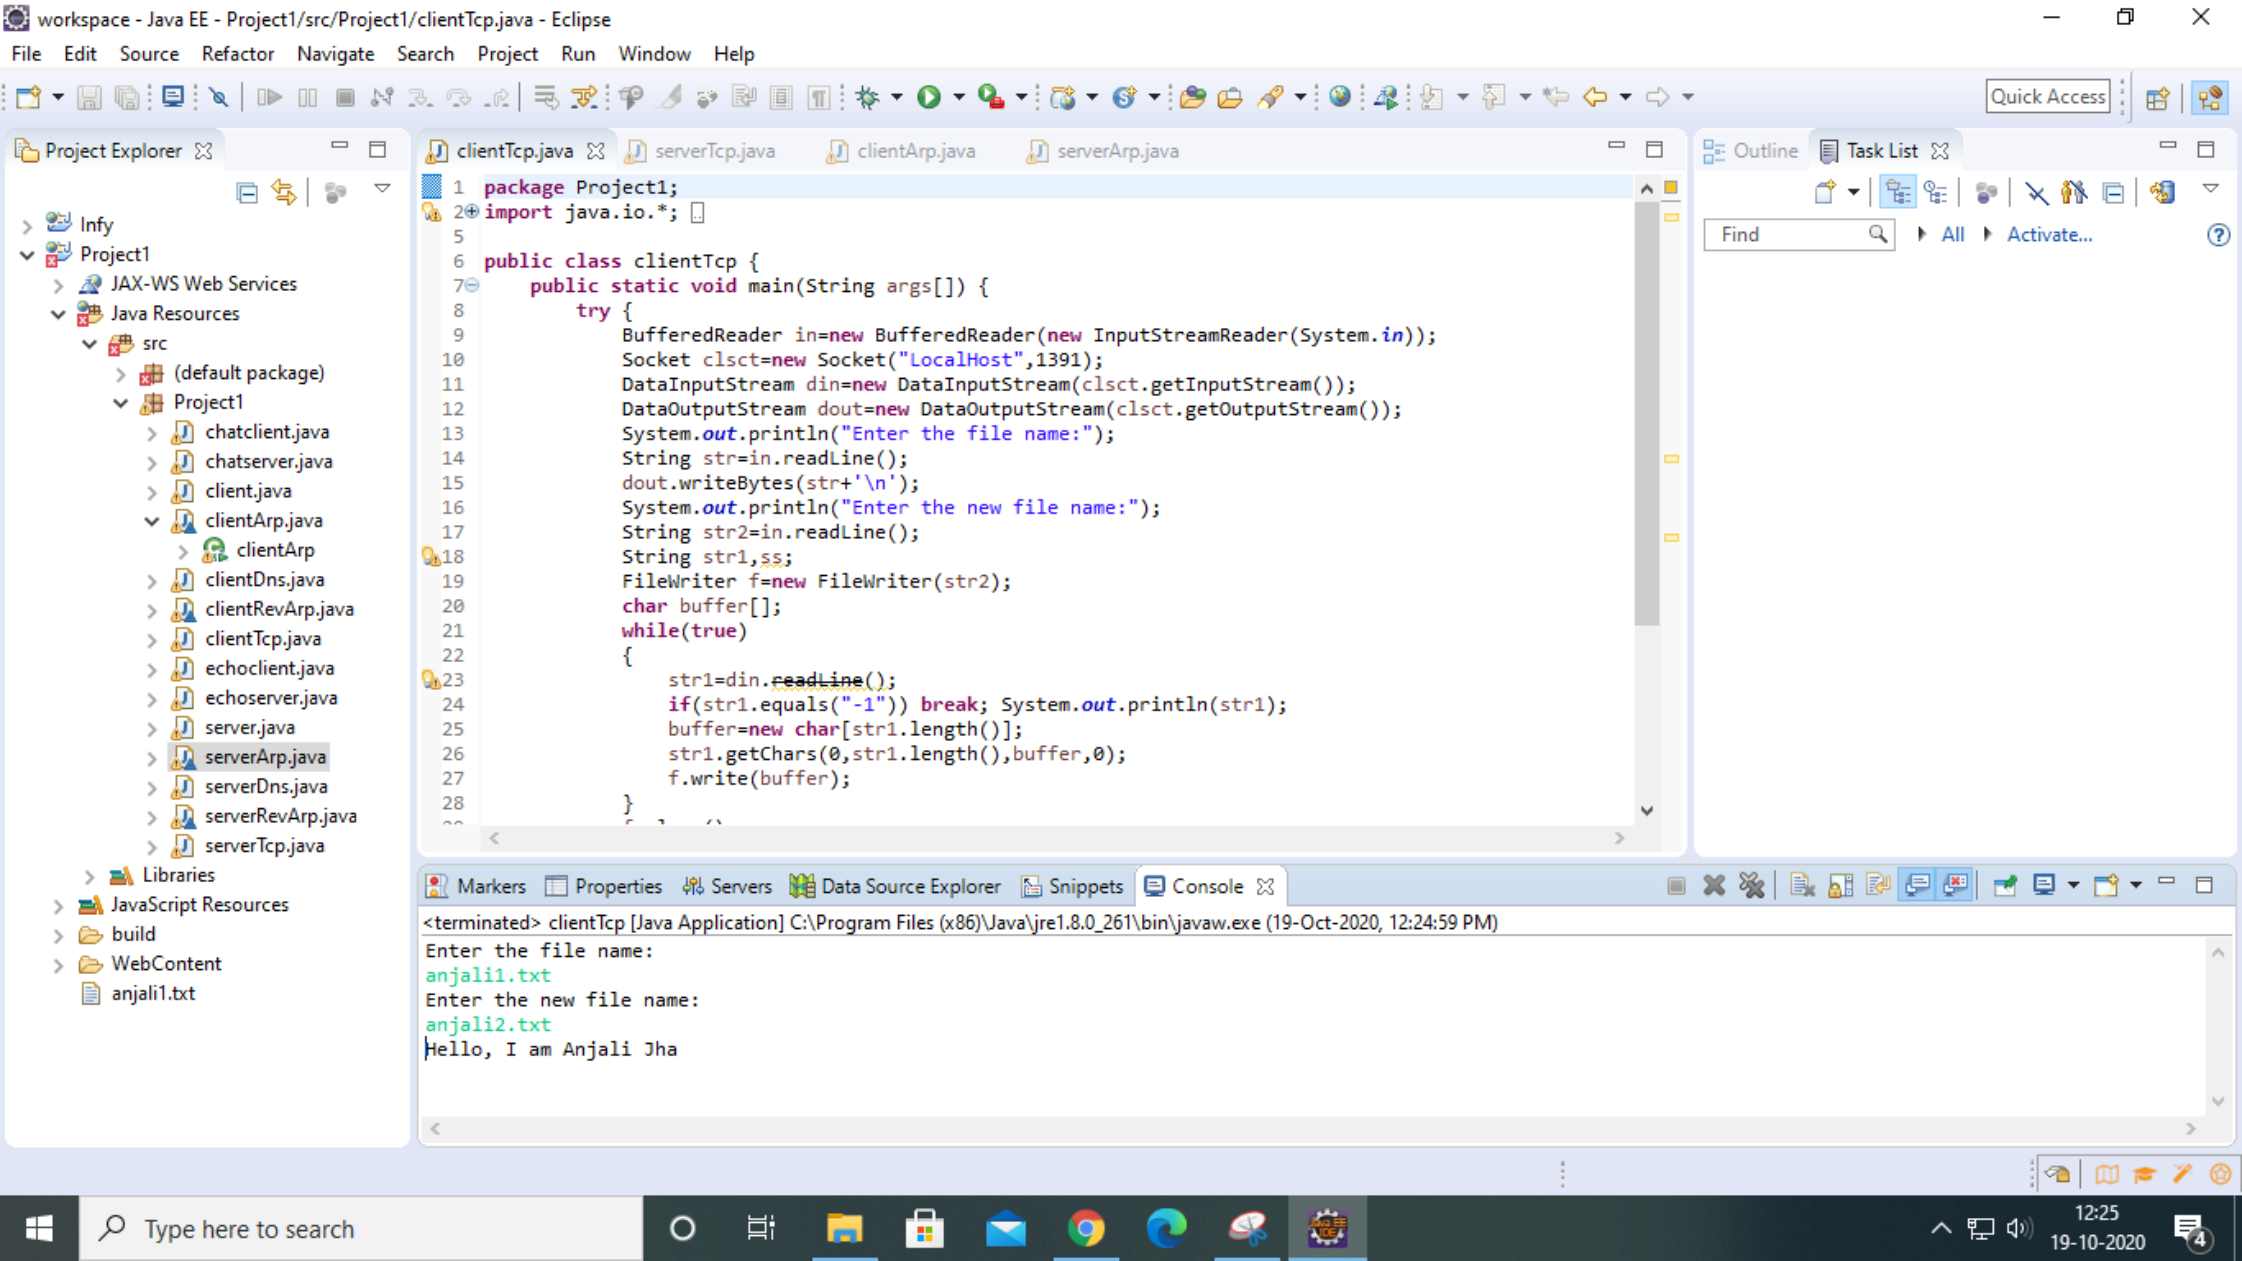 workspace - Java EE - Project1/src/Project1/clientTcp.java - Eclipse
File Edit Source Refactor Navigate Search Project Run Window Help
Quick Access
Project Explorer
Infy
Project1
JAX-WS Web Services
Java Resources
src
(default package)
Project1
chatclient.java
chatserver.java
client.java
clientArp.java
clientArp
clientDns.java
clientRevArp.java
clientTcp.java
echoclient.java
echoserver.java
server.java
serverArp.java
serverDns.java
serverRevArp.java
serverTcp.java
Libraries
JavaScript Resources
build
WebContent
anjali1.txt
clientTcp.java serverTcp.java clientArp.java serverArp.java
1 package Project1;
2 import java.io.*;
5
6 public class clientTcp {
7 public static void main(String args[]) {
8 try {
9 BufferedReader in=new BufferedReader(new InputStreamReader(System.in));
10 Socket clsct=new Socket("LocalHost",1391);
11 DataInputStream din=new DataInputStream(clsct.getInputStream());
12 DataOutputStream dout=new DataOutputStream(clsct.getOutputStream());
13 System.out.println("Enter the file name:");
14 String str=in.readLine();
15 dout.writeBytes(str+'\n');
16 System.out.println("Enter the new file name:");
17 String str2=in.readLine();
18 String str1,ss;
19 FileWriter f=new FileWriter(str2);
20 char buffer[];
21 while(true)
22 {
23 str1=din.readLine();
24 if(str1.equals("-1")) break; System.out.println(str1);
25 buffer=new char[str1.length()];
26 str1.getChars(0,str1.length(),buffer,0);
27 f.write(buffer);
28 }
Outline Task List
Find All Activate...
Markers Properties Servers Data Source Explorer Snippets Console
<terminated> clientTcp [Java Application] C:\Program Files (x86)\Java\jre1.8.0_261\bin\javaw.exe (19-Oct-2020, 12:24:59 PM)
Enter the file name:
anjali1.txt
Enter the new file name:
anjali2.txt
Hello, I am Anjali Jha
Type here to search
12:25
19-10-2020
4